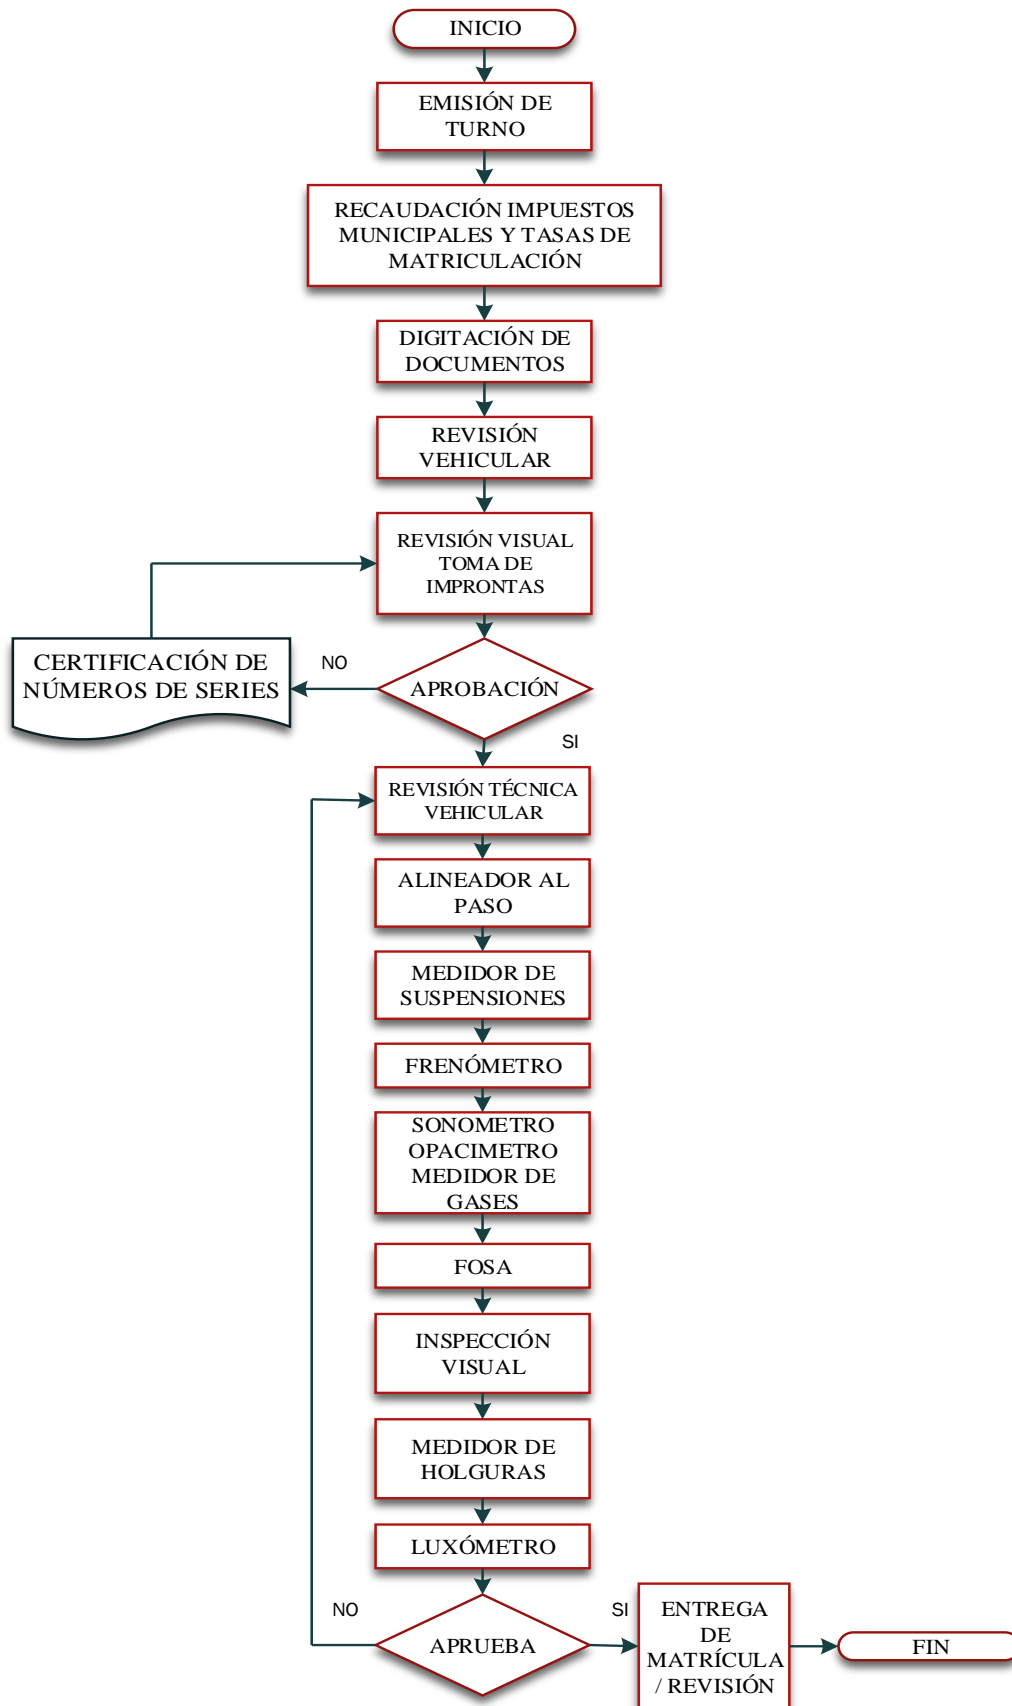 INICIO
EMISIÓN DE
TURNO
RECAUDACIÓN IMPUESTOS
MUNICIPALES Y TASAS DE
MATRICULACIÓN
DIGITACIÓN DE
DOCUMENTOS
REVISIÓN
VEHICULAR
REVISIÓN VISUAL
TOMA DE
IMPRONTAS
CERTIFICACIÓN DE
NÚMEROS DE SERIES
NO
APROBACIÓN
SI
REVISIÓN TÉCNICA
VEHICULAR
ALINEADOR AL
PASO
MEDIDOR DE
SUSPENSIONES
FRENÓMETRO
SONOMETRO
OPACIMETRO
MEDIDOR DE
GASES
FOSA
INSPECCIÓN
VISUAL
MEDIDOR DE
HOLGURAS
LUXÓMETRO
NO
APRUEBA
SI
ENTREGA
DE
MATRÍCULA
/ REVISIÓN
FIN